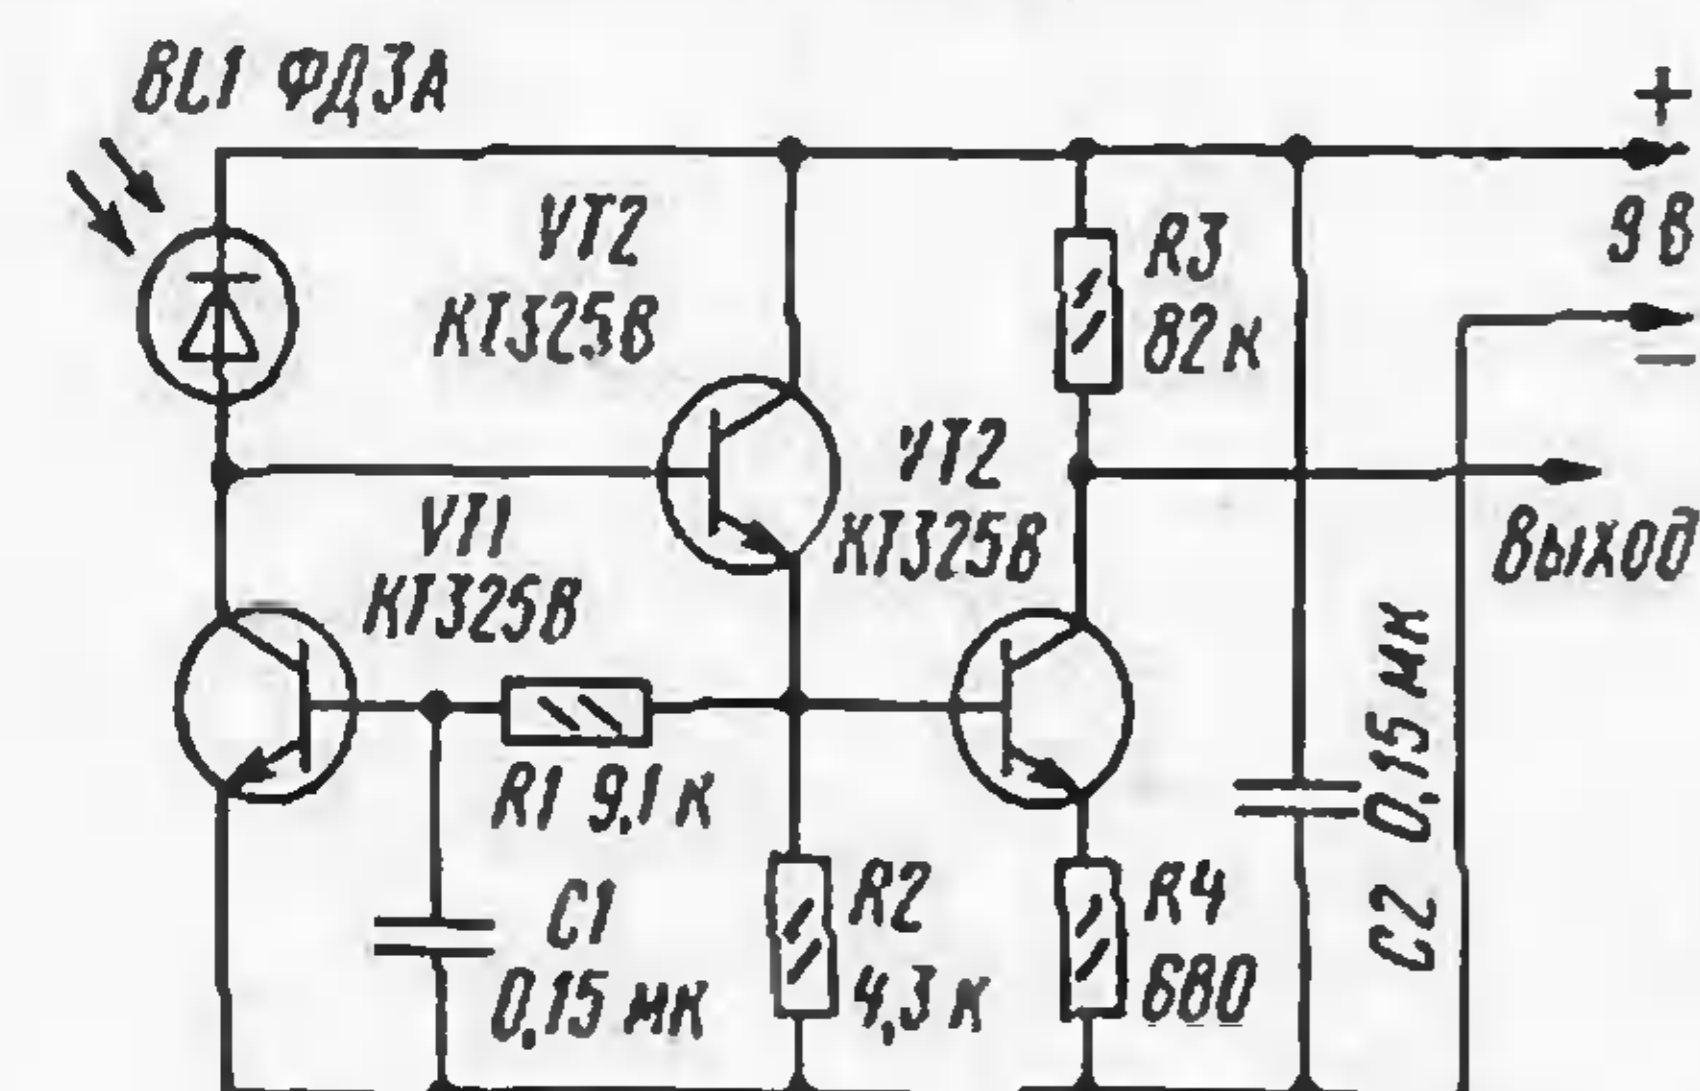 BL1 ФД3А
+
9 В
−
VT2
КТ325В
R3
82 к
VT2
КТ325В
Выход
VT1
КТ325В
R1 9,1 к
C1
0,15 мк
R2
4,3 к
R4
680
C2 0,15 мк